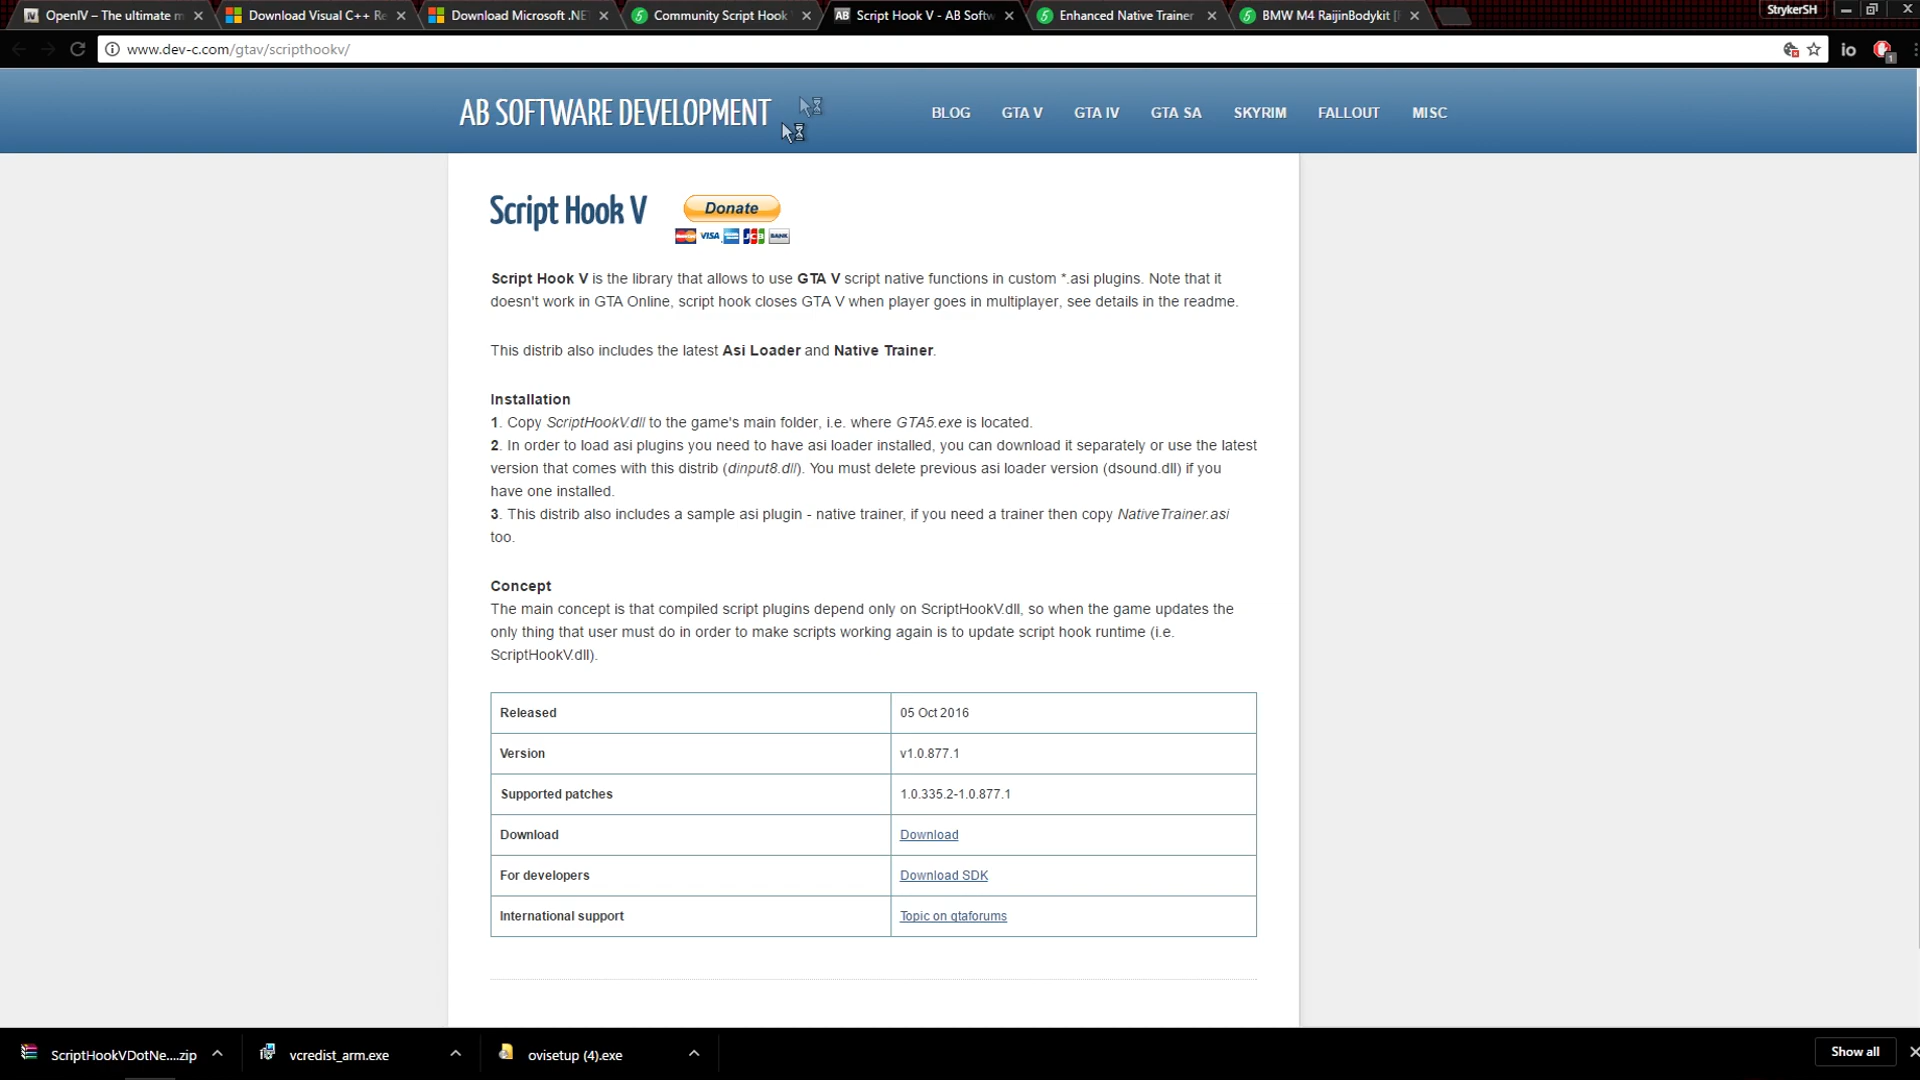 OpenIV – The ultimate m
Download Visual C++ Re
Download Microsoft .NE
Community Script Hook
AB Script Hook V - AB Softw
Enhanced Native Trainer
BMW M4 RaijinBodykit [
StrykerSH
www.dev-c.com/gtav/scripthookv/
io
1
AB SOFTWARE DEVELOPMENT
BLOG GTA V GTA IV GTA SA SKYRIM FALLOUT MISC
Script Hook V
Donate
VISA JCB BANK
Script Hook V is the library that allows to use GTA V script native functions in custom *.asi plugins. Note that it
doesn't work in GTA Online, script hook closes GTA V when player goes in multiplayer, see details in the readme.
This distrib also includes the latest Asi Loader and Native Trainer.
Installation
1. Copy ScriptHookV.dll to the game's main folder, i.e. where GTA5.exe is located.
2. In order to load asi plugins you need to have asi loader installed, you can download it separately or use the latest
version that comes with this distrib (dinput8.dll). You must delete previous asi loader version (dsound.dll) if you
have one installed.
3. This distrib also includes a sample asi plugin - native trainer, if you need a trainer then copy NativeTrainer.asi
too.
Concept
The main concept is that compiled script plugins depend only on ScriptHookV.dll, so when the game updates the
only thing that user must do in order to make scripts working again is to update script hook runtime (i.e.
ScriptHookV.dll).
Released 05 Oct 2016
Version v1.0.877.1
Supported patches 1.0.335.2-1.0.877.1
Download Download
For developers Download SDK
International support Topic on gtaforums
ScriptHookVDotNe....zip
vcredist_arm.exe
ovisetup (4).exe
Show all